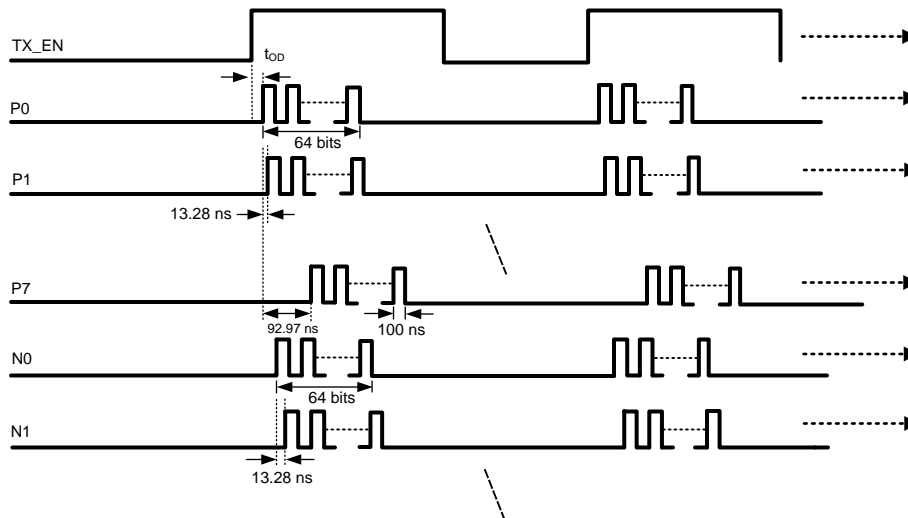 TX_EN
tOD
P0
64 bits
P1
13.28 ns
P7
92.97 ns
100 ns
N0
64 bits
N1
13.28 ns